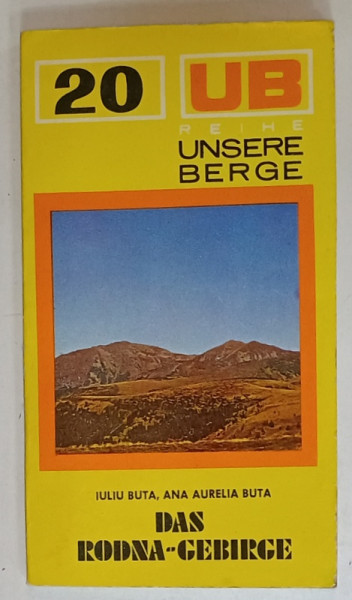 20 UB
REIHE
UNSERE
BERGE
IULIU BUTA, ANA AURELIA BUTA
DAS
RODNA-GEBIRGE